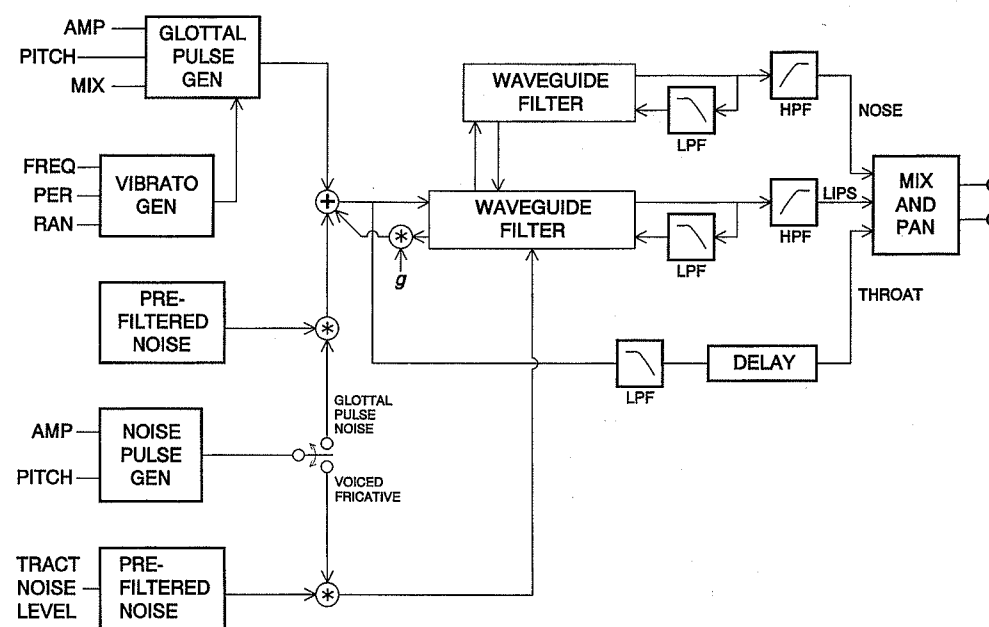 AMP
PITCH
MIX
GLOTTAL
PULSE
GEN
FREQ
PER
RAN
VIBRATO
GEN
PRE-
FILTERED
NOISE
AMP
PITCH
NOISE
PULSE
GEN
TRACT
NOISE
LEVEL
PRE-
FILTERED
NOISE
+
*
g
*
GLOTTAL
PULSE
NOISE
VOICED
FRICATIVE
*
WAVEGUIDE
FILTER
LPF
HPF
NOSE
WAVEGUIDE
FILTER
LPF
HPF
LIPS
MIX
AND
PAN
THROAT
LPF
DELAY